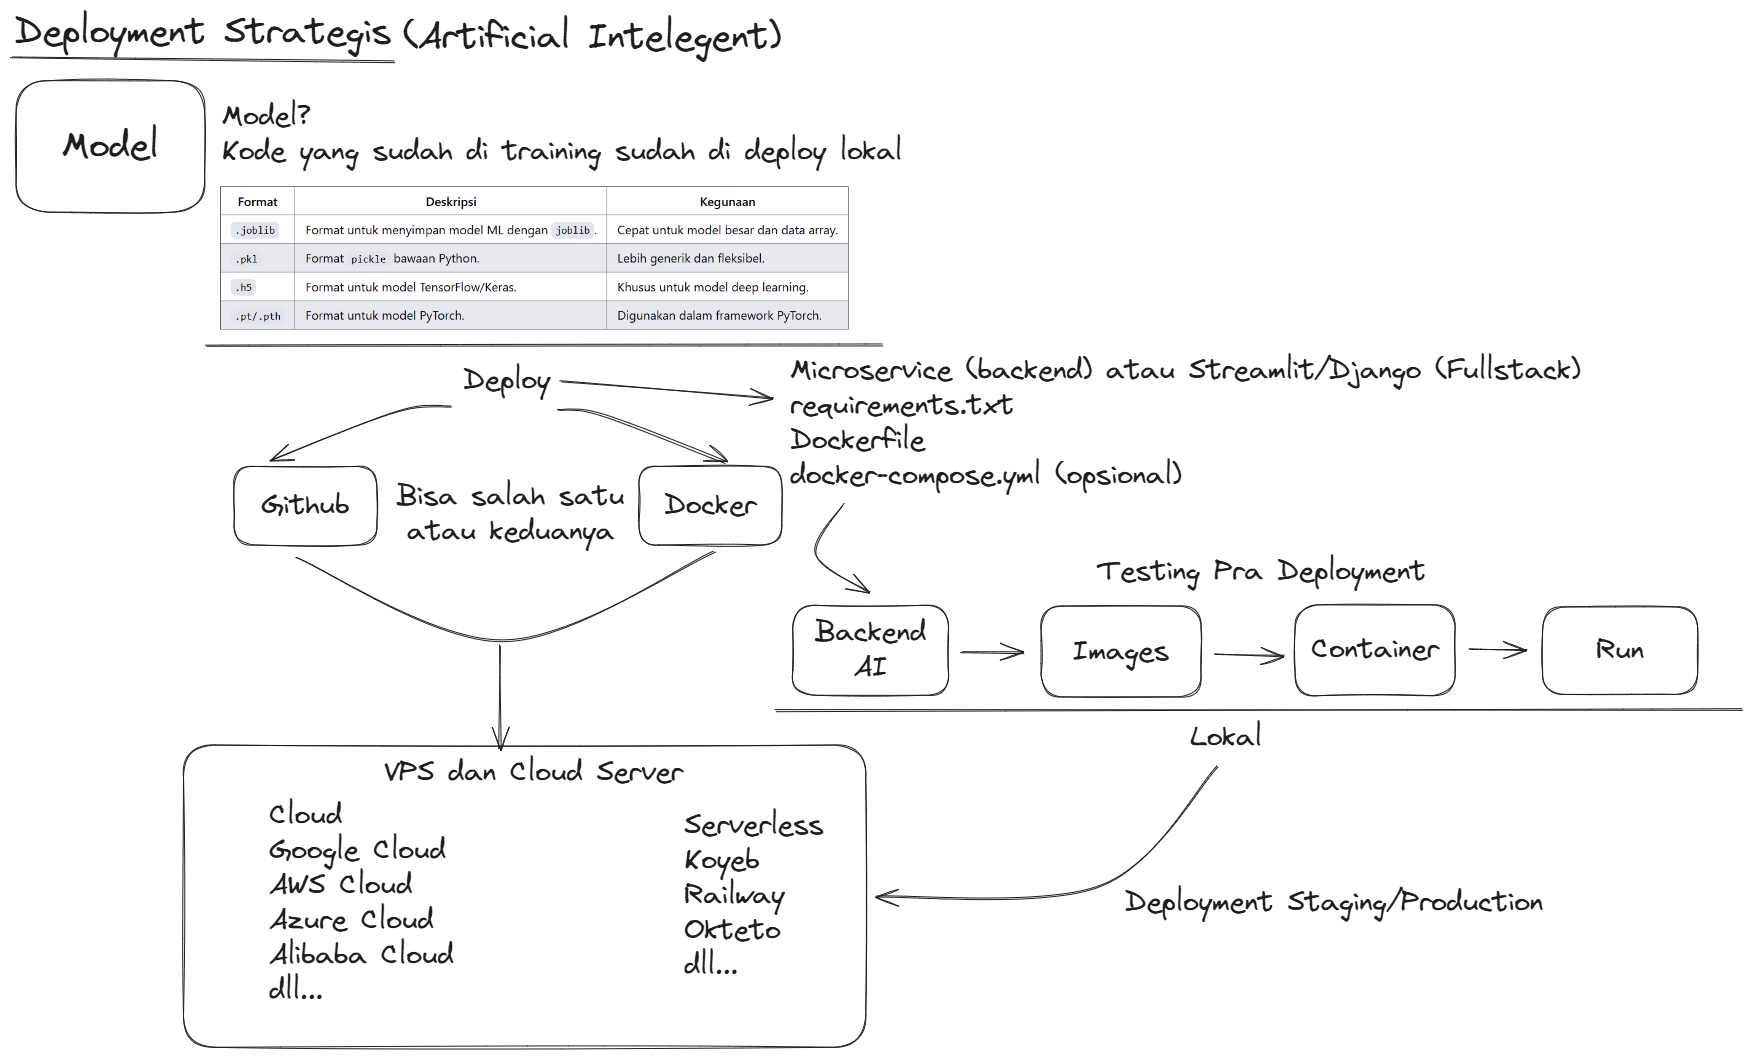 Deployment Strategis (Artificial Intelegent)
Model
Model?
Kode yang sudah di training sudah di deploy lokal
Format Deskripsi Kegunaan
.joblib Format untuk menyimpan model ML dengan joblib. Cepat untuk model besar dan data array.
.pkl Format pickle bawaan Python. Lebih generik dan fleksibel.
.h5 Format untuk model TensorFlow/Keras. Khusus untuk model deep learning.
.pt/.pth Format untuk model PyTorch. Digunakan dalam framework PyTorch.
Deploy
Microservice (backend) atau Streamlit/Django (Fullstack)
requirements.txt
Dockerfile
docker-compose.yml (opsional)
Github
Bisa salah satu
atau keduanya
Docker
Testing Pra Deployment
Backend
AI
Images
Container
Run
Lokal
Deployment Staging/Production
VPS dan Cloud Server
Cloud
Google Cloud
AWS Cloud
Azure Cloud
Alibaba Cloud
dll...
Serverless
Koyeb
Railway
Okteto
dll...